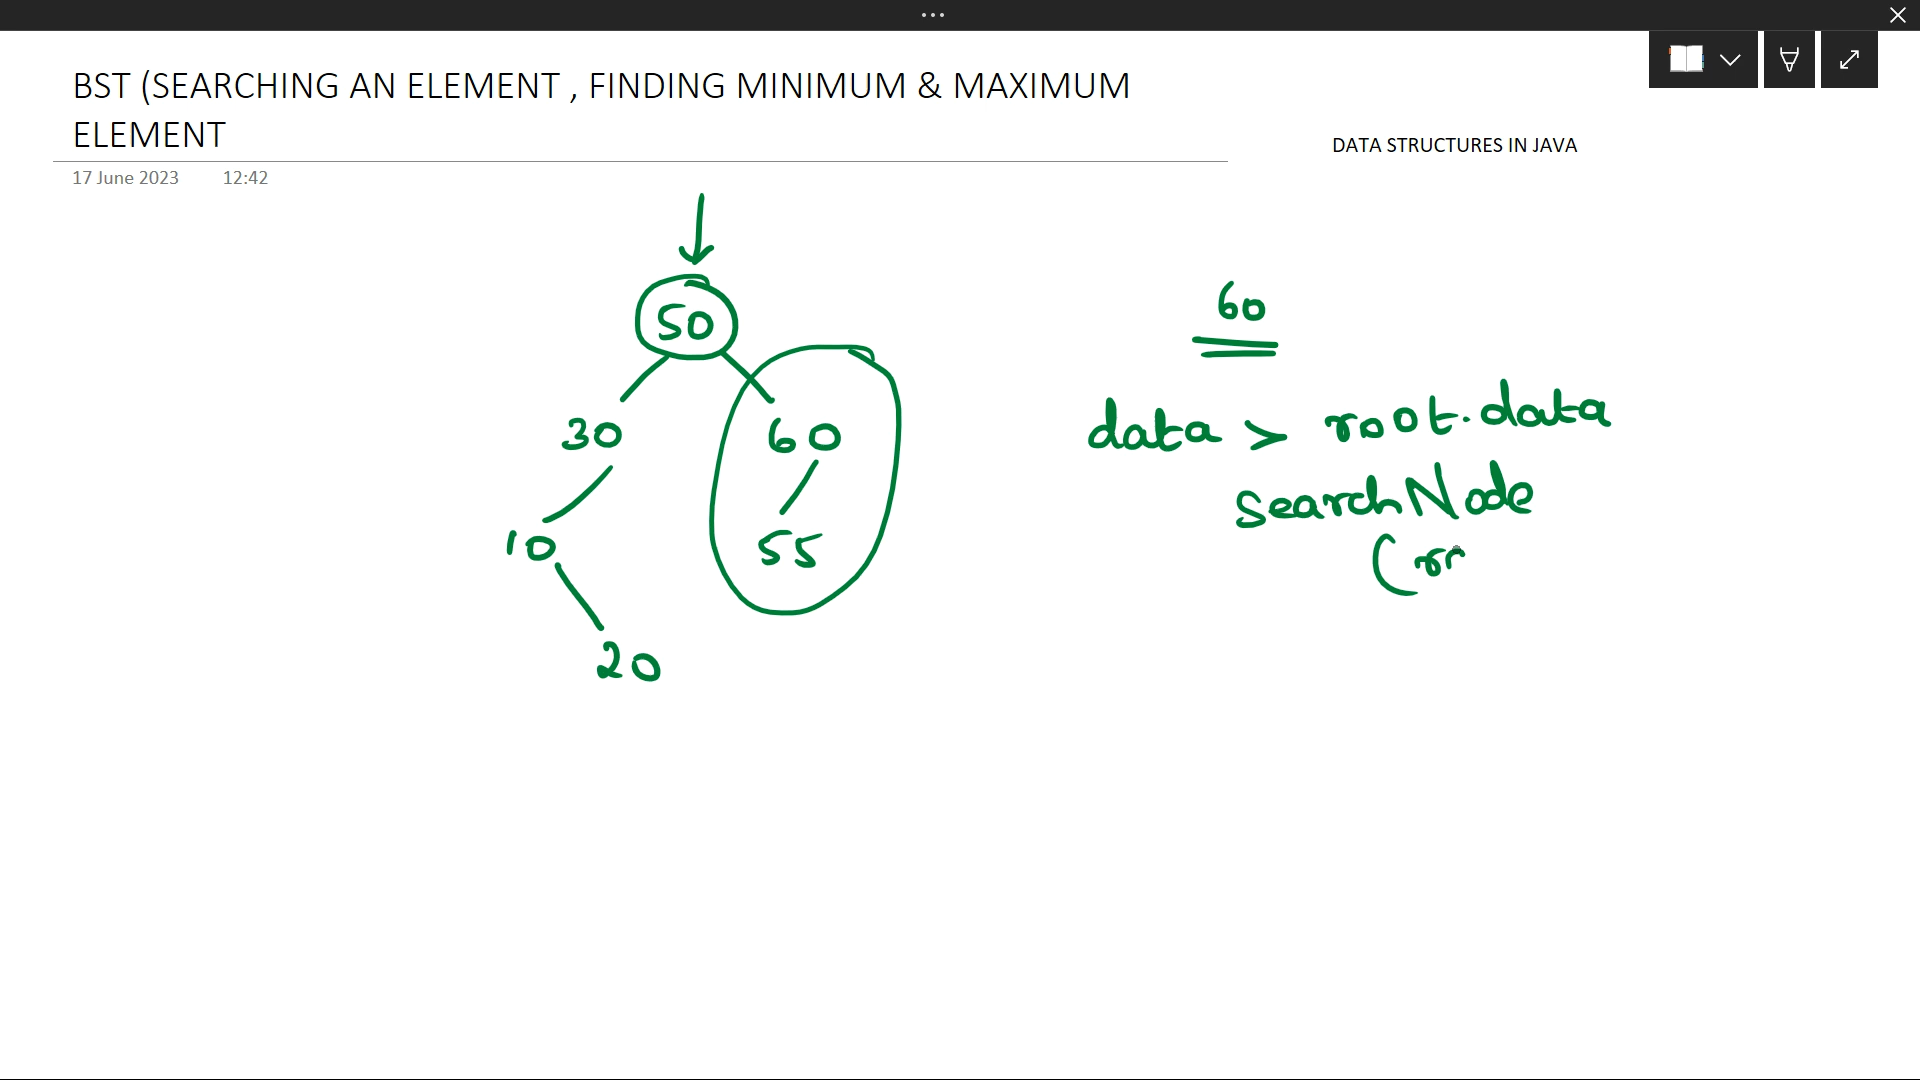 BST (SEARCHING AN ELEMENT , FINDING MINIMUM & MAXIMUM
ELEMENT
DATA STRUCTURES IN JAVA
17 June 2023 12:42
50
30 60
10 55
20
60
data > root.data
searchNode
(